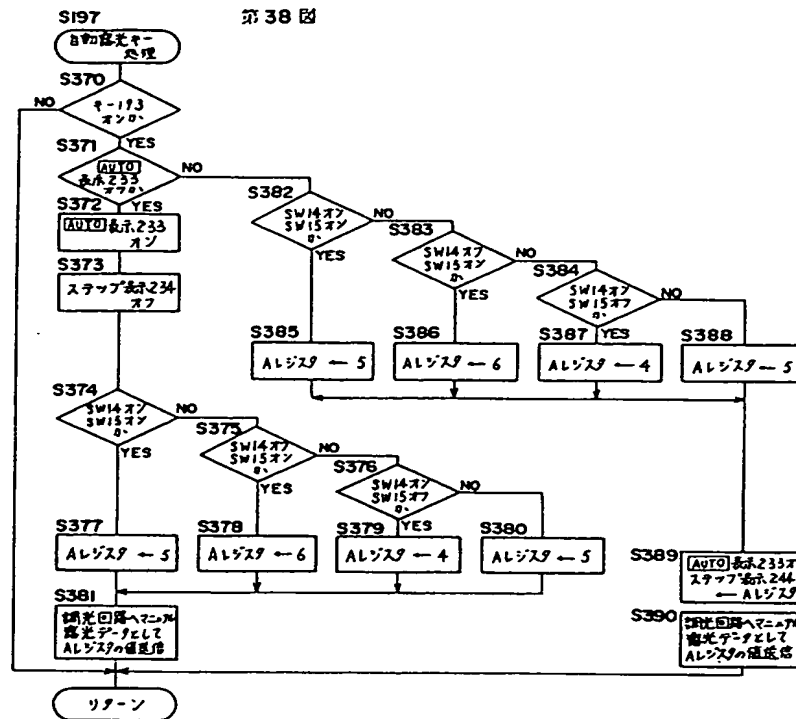 第38図
S197
自動露光キー
処理
S370
キー193
オンか
NO
YES
S371
AUTO
表示233
オフか
NO
YES
S372
AUTO 表示233
オン
S373
ステップ表示234
オフ
S374
SW14オン
SW15オン
か
NO
YES
S375
SW14オフ
SW15オン
か
NO
YES
S376
SW14オン
SW15オフ
か
NO
YES
S377
Aレジスタ ← 5
S378
Aレジスタ ← 6
S379
Aレジスタ ← 4
S380
Aレジスタ ← 5
S381
調光回路へマニュアル
露光データとして
Aレジスタの値送信
S382
SW14オン
SW15オン
か
NO
YES
S383
SW14オフ
SW15オン
か
NO
YES
S384
SW14オン
SW15オフ
か
NO
YES
S385
Aレジスタ ← 5
S386
Aレジスタ ← 6
S387
Aレジスタ ← 4
S388
Aレジスタ ← 5
S389
AUTO 表示233オ
ステップ表示244
← Aレジスタ
S390
調光回路へマニュアル
露光データとして
Aレジスタの値送信
リターン